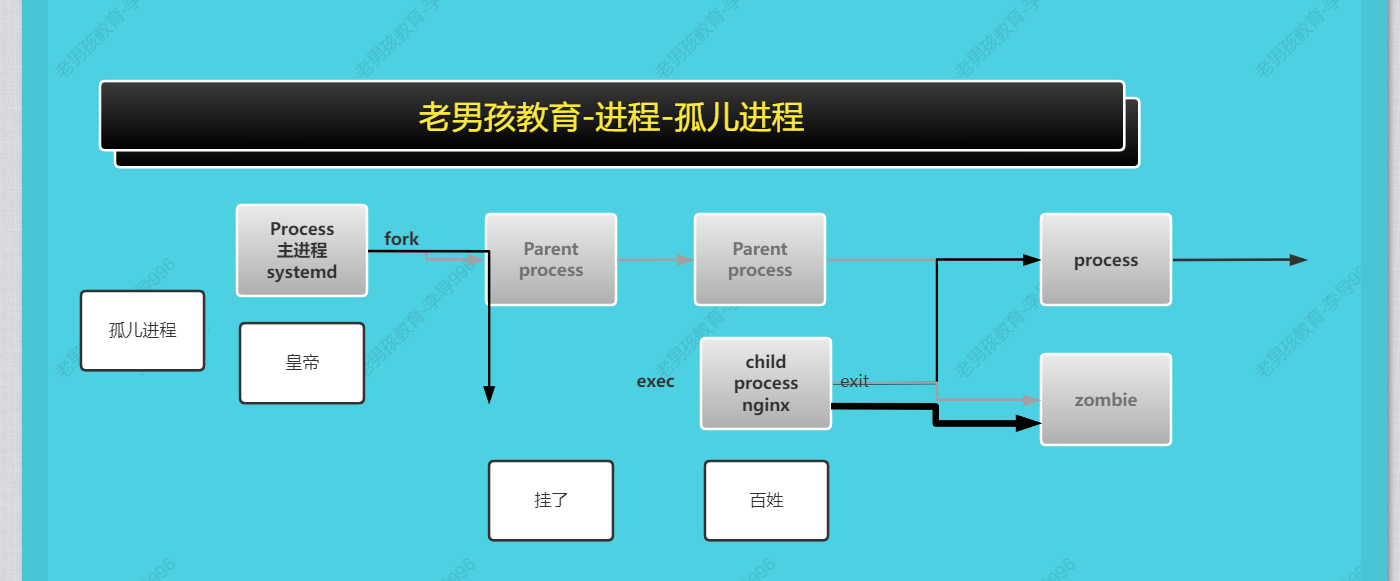 老男孩教育-进程-孤儿进程
Process
主进程
systemd
fork
Parent
process
Parent
process
process
孤儿进程
皇帝
exec
child
process
nginx
exit
zombie
挂了
百姓
老男孩教育-李导996